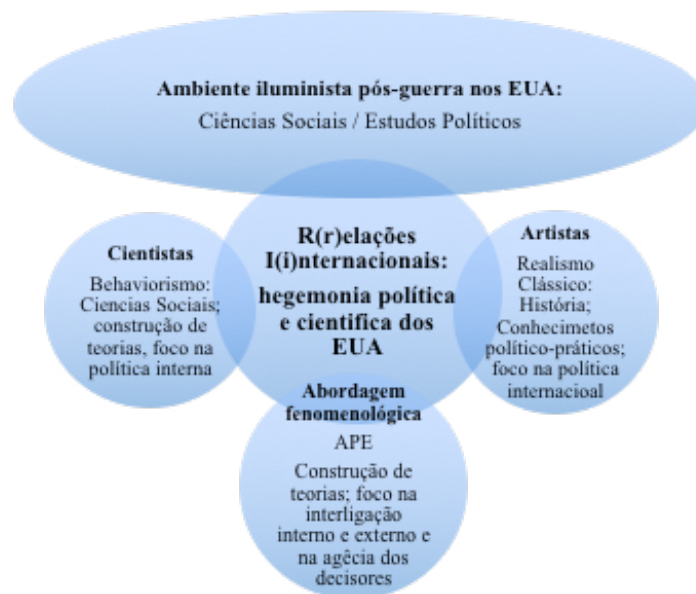 Ambiente iluminista pós-guerra nos EUA:
Ciências Sociais / Estudos Políticos
R(r)elações
I(i)nternacionais:
hegemonia política
e cientifica dos
EUA
Cientistas
Behaviorismo:
Ciencias Sociais;
construção de
teorias, foco na
política interna
Artistas
Realismo
Clássico:
História;
Conhecimetos
político-práticos;
foco na política
internacioal
Abordagem
fenomenológica
APE
Construção de
teorias; foco na
interligação
interno e externo e
na agêcia dos
decisores